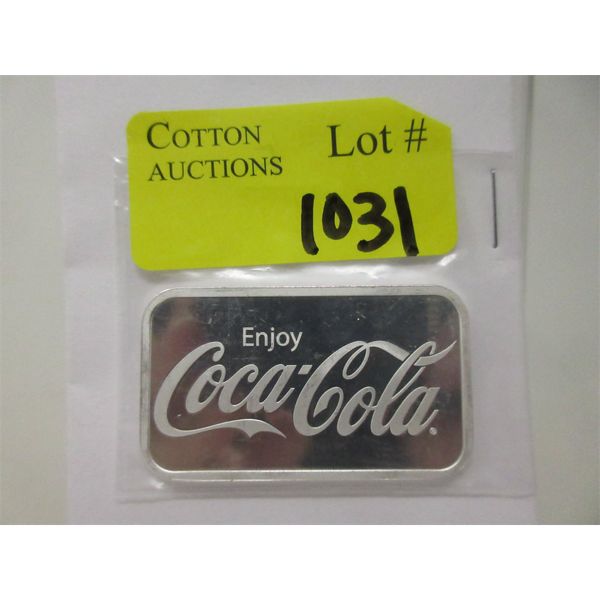 COTTON Lot #
AUCTIONS
1031
Enjoy
Coca-Cola®